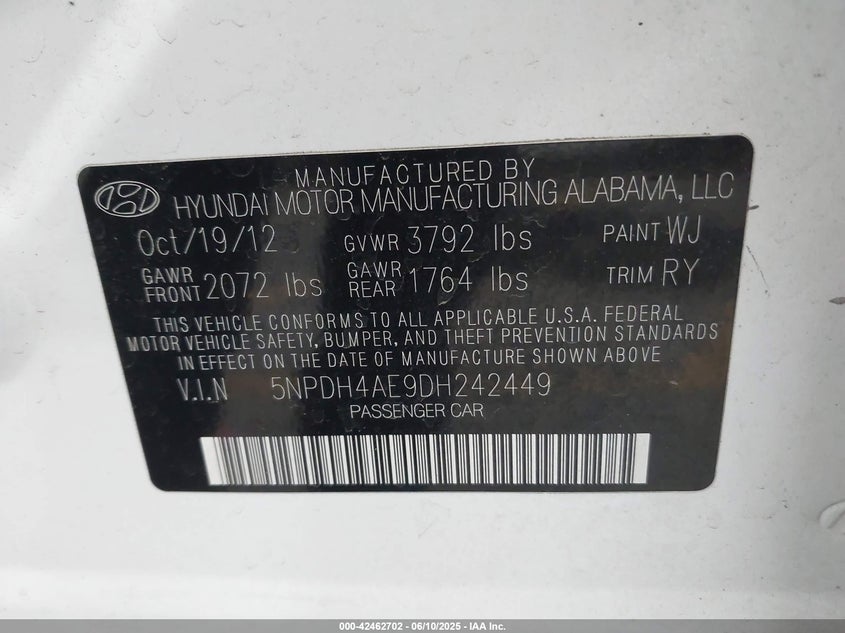 MANUFACTURED BY
HYUNDAI MOTOR MANUFACTURING ALABAMA, LLC
Oct/19/12 GVWR 3792 lbs PAINT WJ
GAWR FRONT 2072 lbs GAWR REAR 1764 lbs TRIM RY
THIS VEHICLE CONFORMS TO ALL APPLICABLE U.S.A. FEDERAL
MOTOR VEHICLE SAFETY, BUMPER, AND THEFT PREVENTION STANDARDS
IN EFFECT ON THE DATE OF MANUFACTURE SHOWN ABOVE
V.I.N 5NPDH4AE9DH242449
PASSENGER CAR
000-42462702 - 06/10/2025 - IAA Inc.